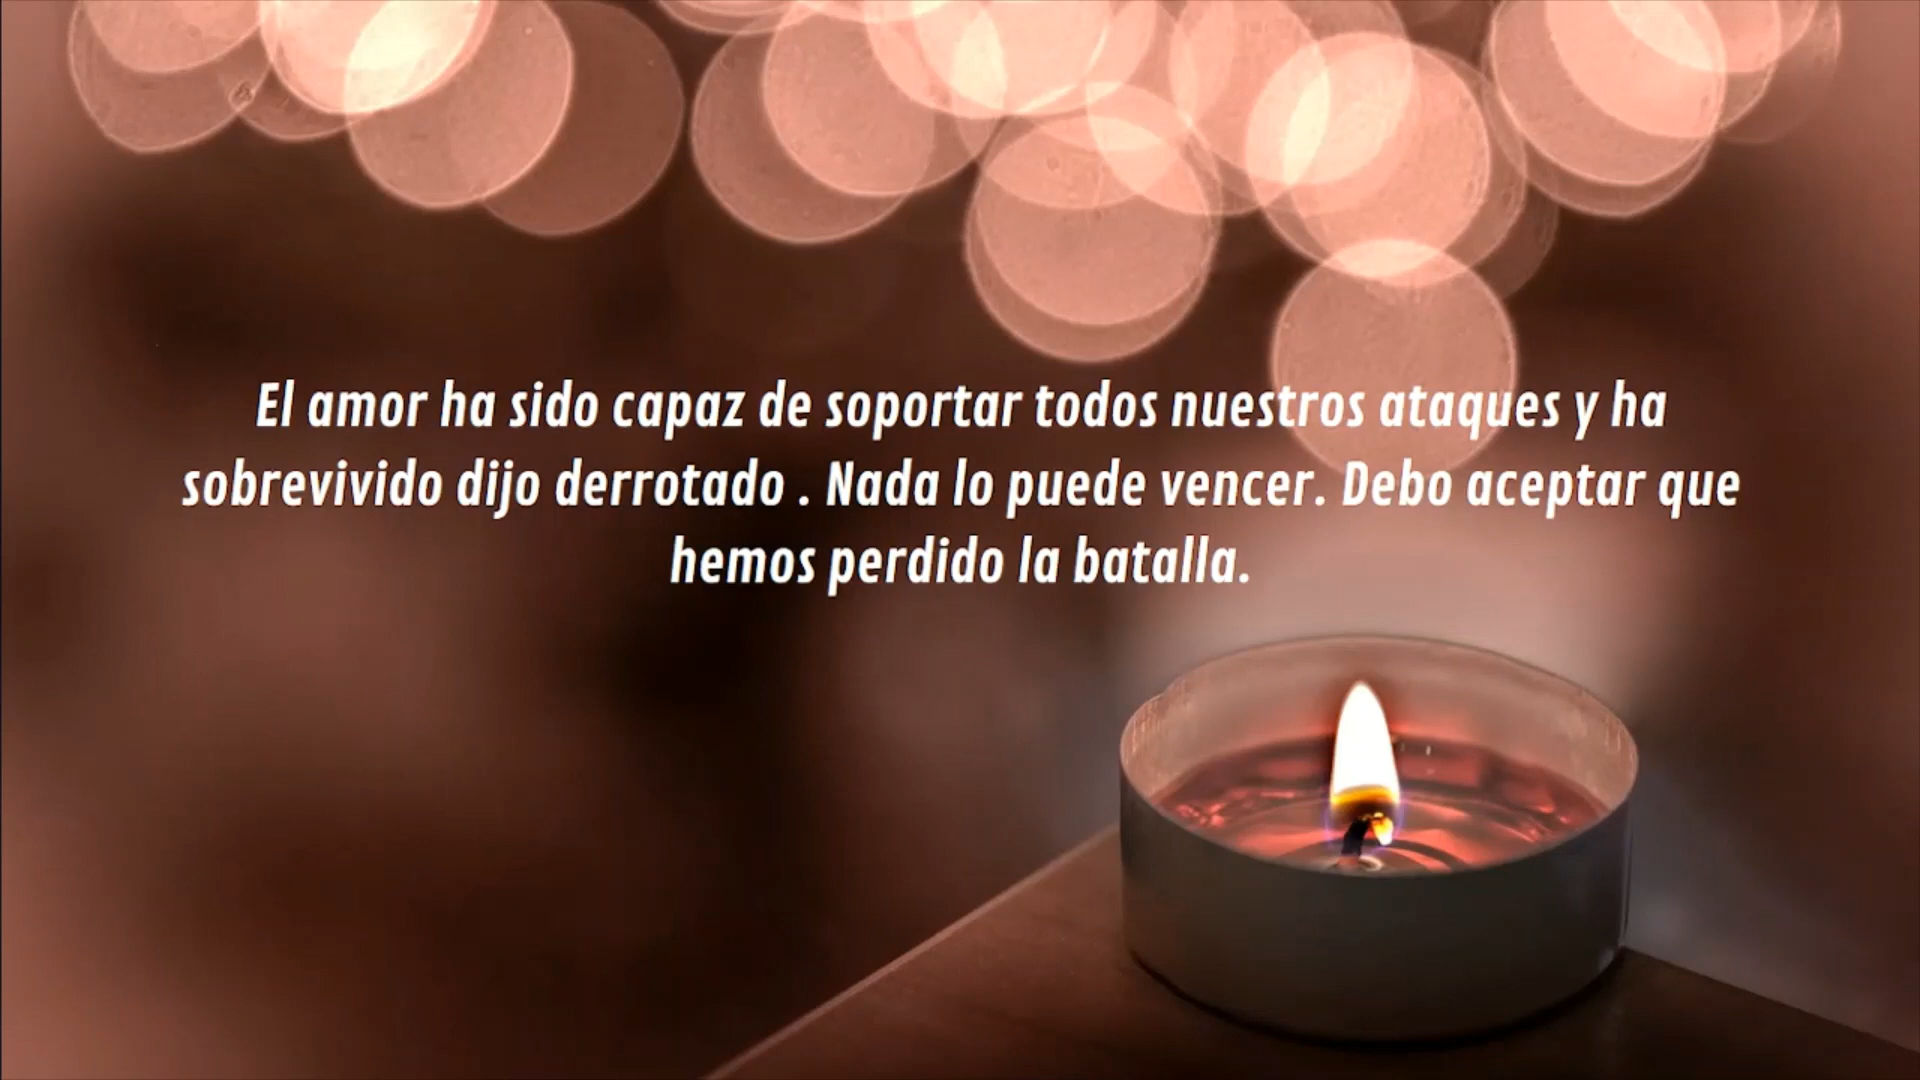 El amor ha sido capaz de soportar todos nuestros ataques y ha
sobrevivido dijo derrotado . Nada lo puede vencer. Debo aceptar que
hemos perdido la batalla.